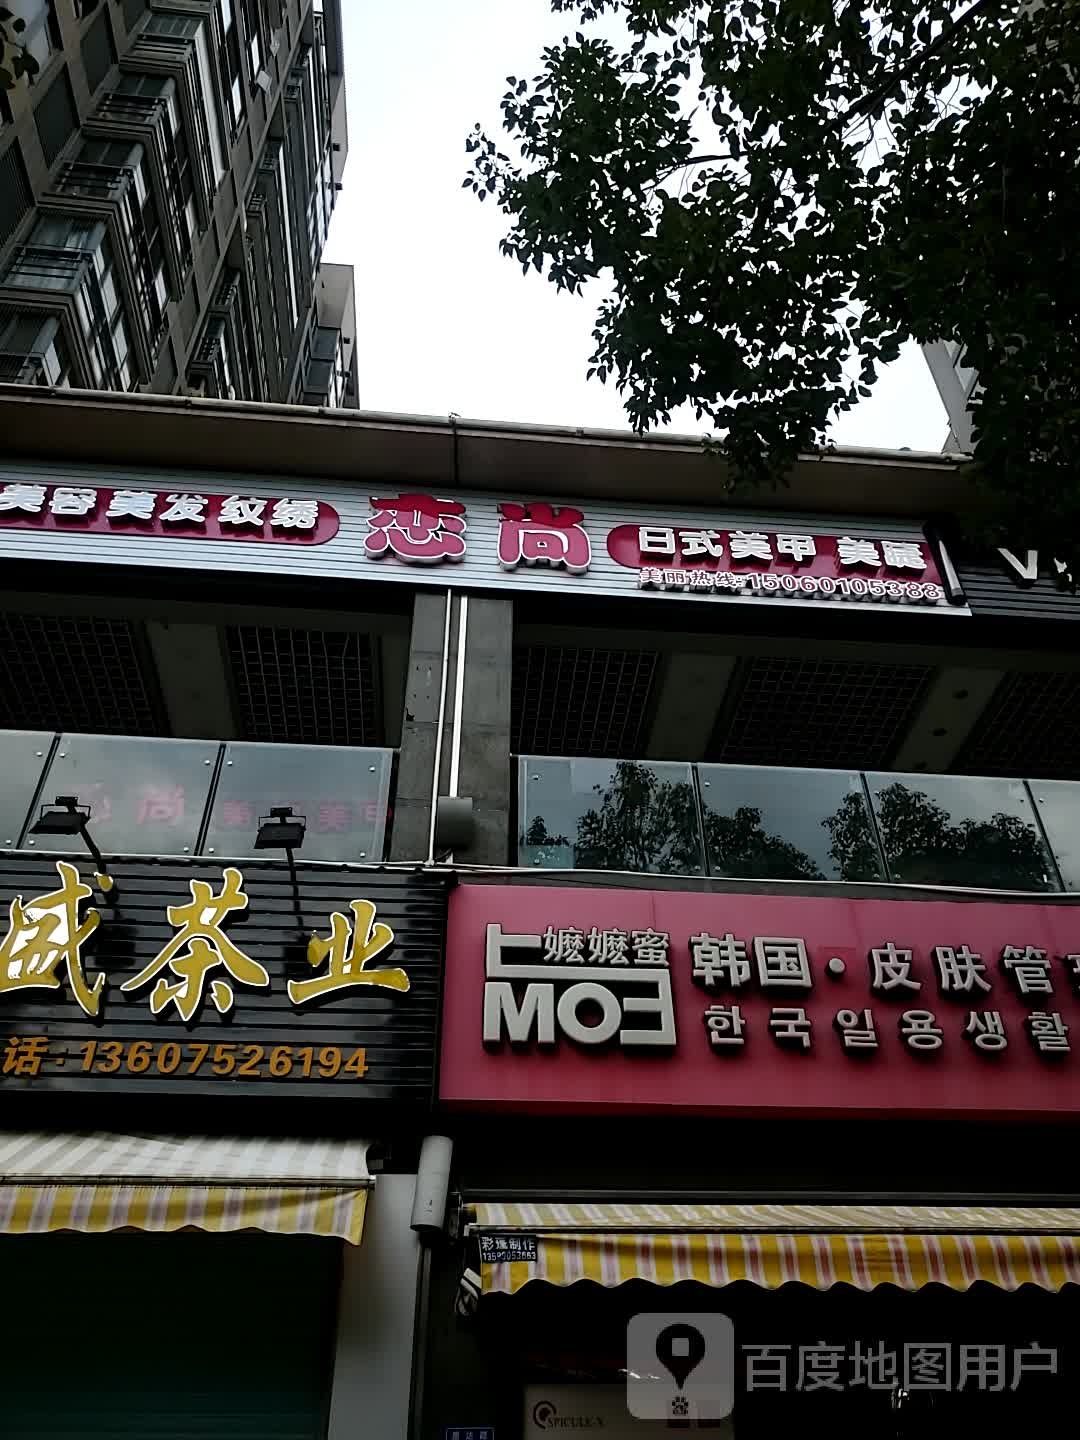 美容美发纹绣 恋尚 日式美甲 美睫
美丽热线:15060105388
盛茶业
话:13607526194
嬷嬷蜜
MOE
韩国·皮肤管
한국일용생활
彩瑞制作
SPICULE-X
百度地图用户